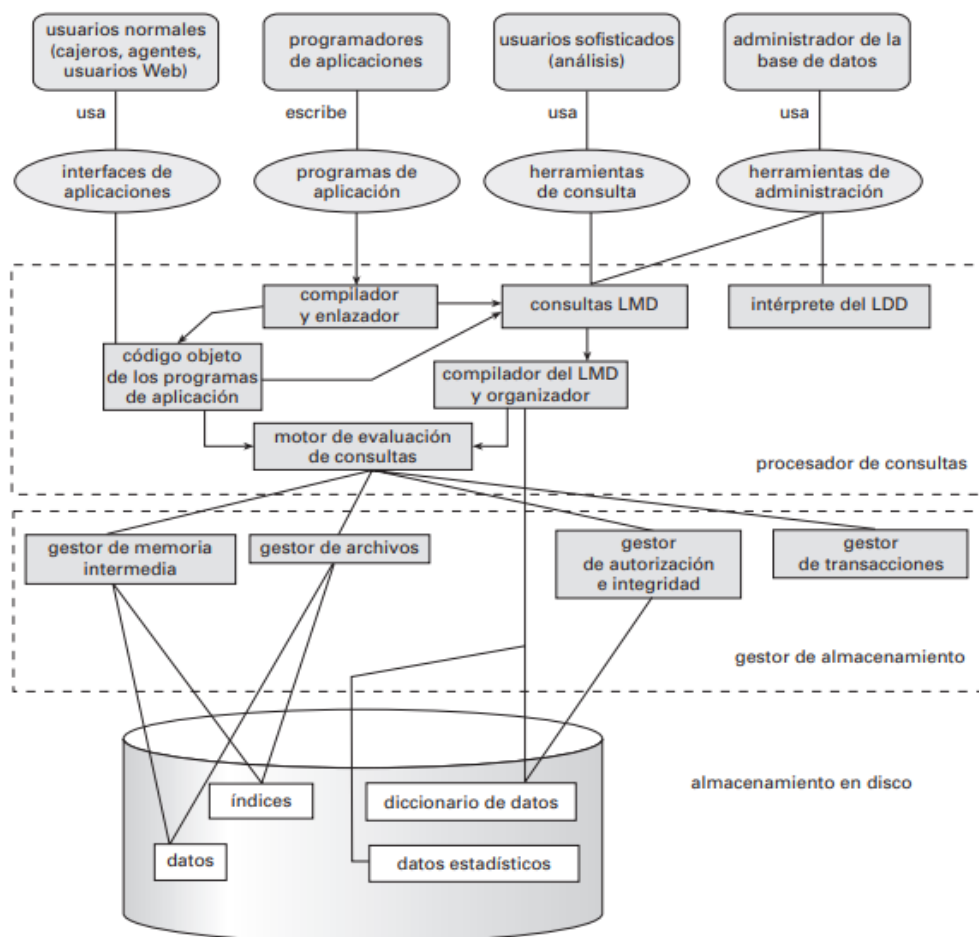 usuarios normales
(cajeros, agentes,
usuarios Web)
programadores
de aplicaciones
usuarios sofisticados
(análisis)
administrador de la
base de datos
usa
escribe
usa
usa
interfaces de
aplicaciones
programas de
aplicación
herramientas
de consulta
herramientas de
administración
compilador
y enlazador
consultas LMD
intérprete del LDD
código objeto
de los programas
de aplicación
compilador del LMD
y organizador
motor de evaluación
de consultas
procesador de consultas
gestor de memoria
intermedia
gestor de archivos
gestor
de autorización
e integridad
gestor
de transacciones
gestor de almacenamiento
almacenamiento en disco
índices
diccionario de datos
datos
datos estadísticos